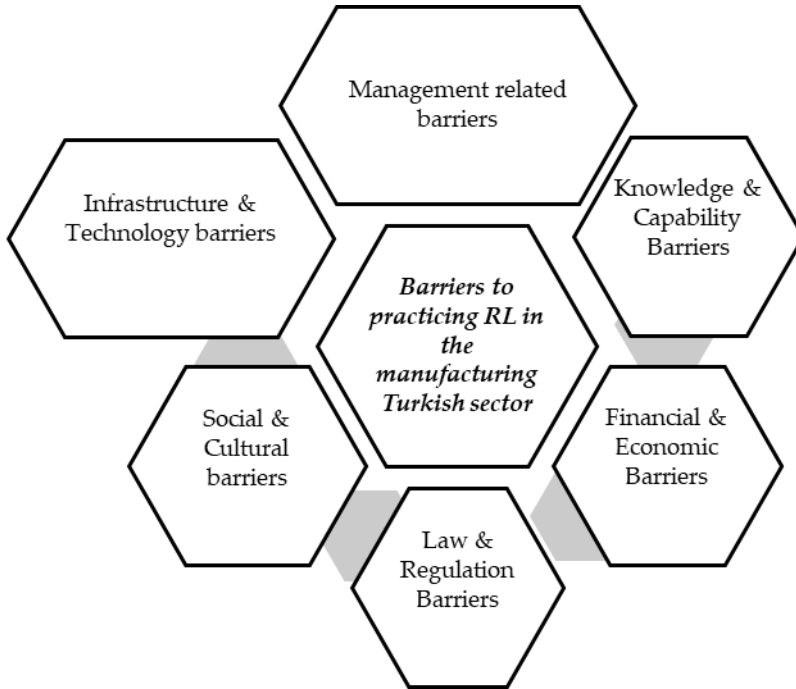 Management related
barriers
Infrastructure &
Technology barriers
Knowledge &
Capability
Barriers
Barriers to
practicing RL in
the
manufacturing
Turkish sector
Social &
Cultural
barriers
Financial &
Economic
Barriers
Law &
Regulation
Barriers